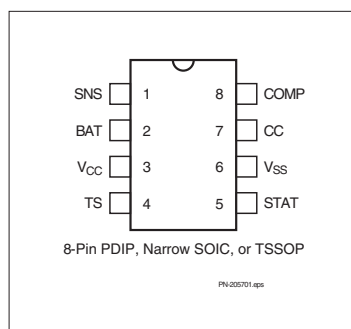 SNS 1 8 COMP
BAT 2 7 CC
VCC 3 6 VSS
TS 4 5 STAT
8-Pin PDIP, Narrow SOIC, or TSSOP
PN-205701.eps